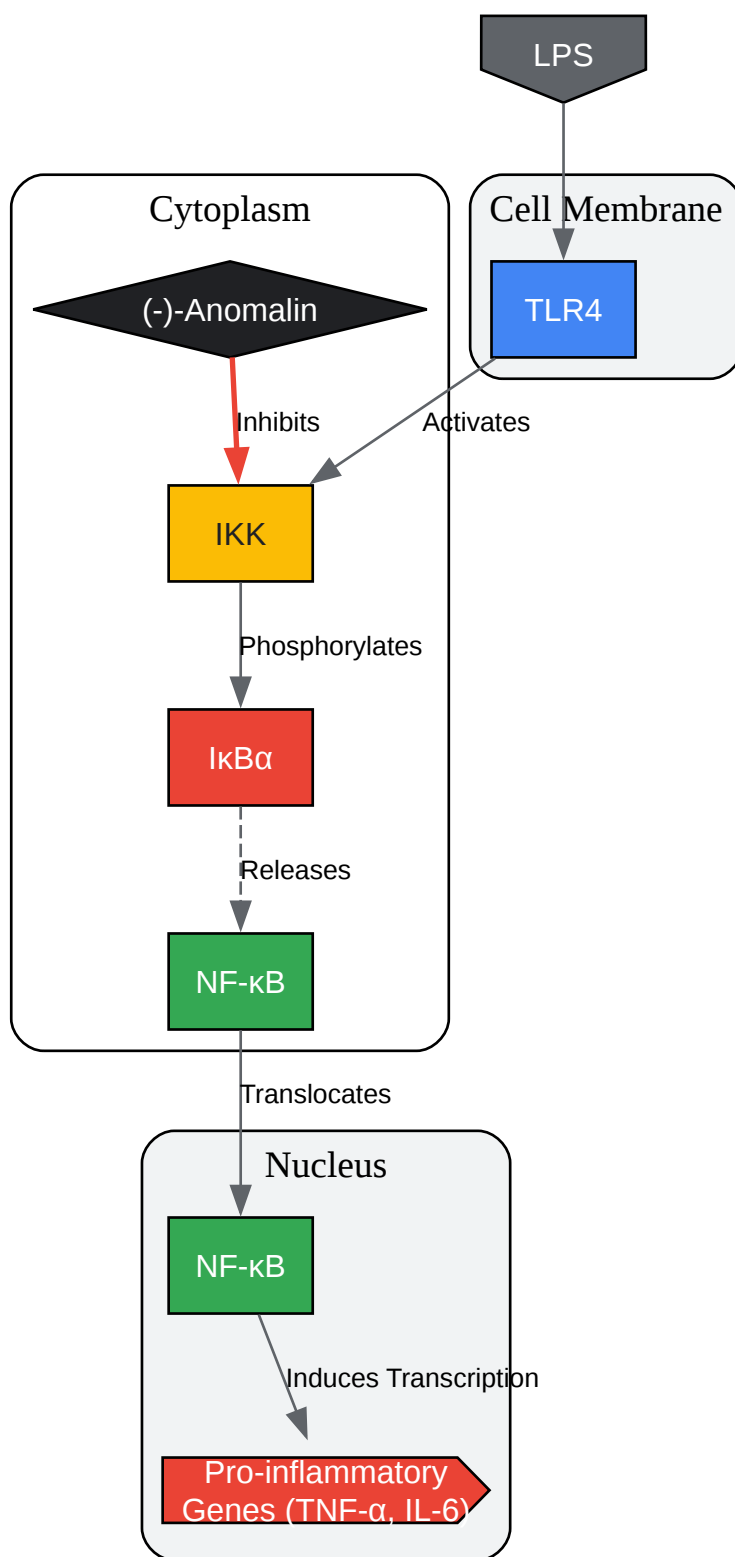 LPS
Cytoplasm
Cell Membrane
(-)-Anomalin
TLR4
Inhibits
Activates
IKK
Phosphorylates
IκBα
Releases
NF-κB
Translocates
Nucleus
NF-κB
Induces Transcription
Pro-inflammatory
Genes (TNF-α, IL-6)